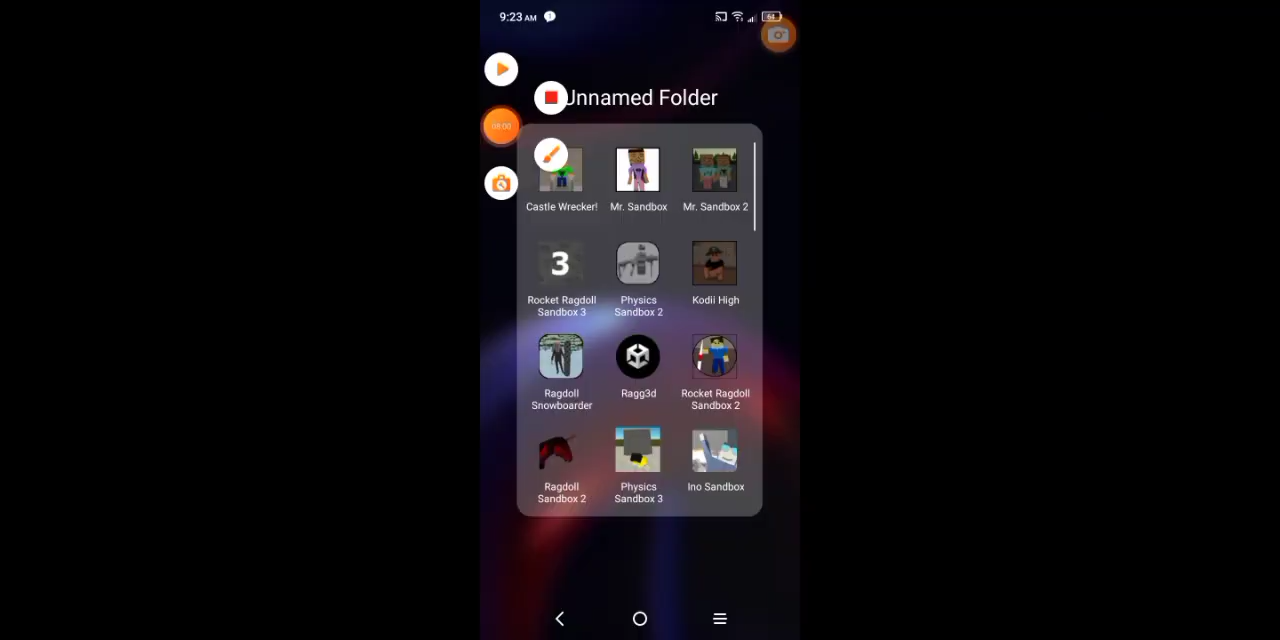 9:23 AM
64
Unnamed Folder
Castle Wrecker!
Mr. Sandbox
Mr. Sandbox 2
3
Rocket Ragdoll
Sandbox 3
Physics
Sandbox 2
Kodii High
Ragdoll
Snowboarder
Ragg3d
Rocket Ragdoll
Sandbox 2
Ragdoll
Sandbox 2
Physics
Sandbox 3
Ino Sandbox